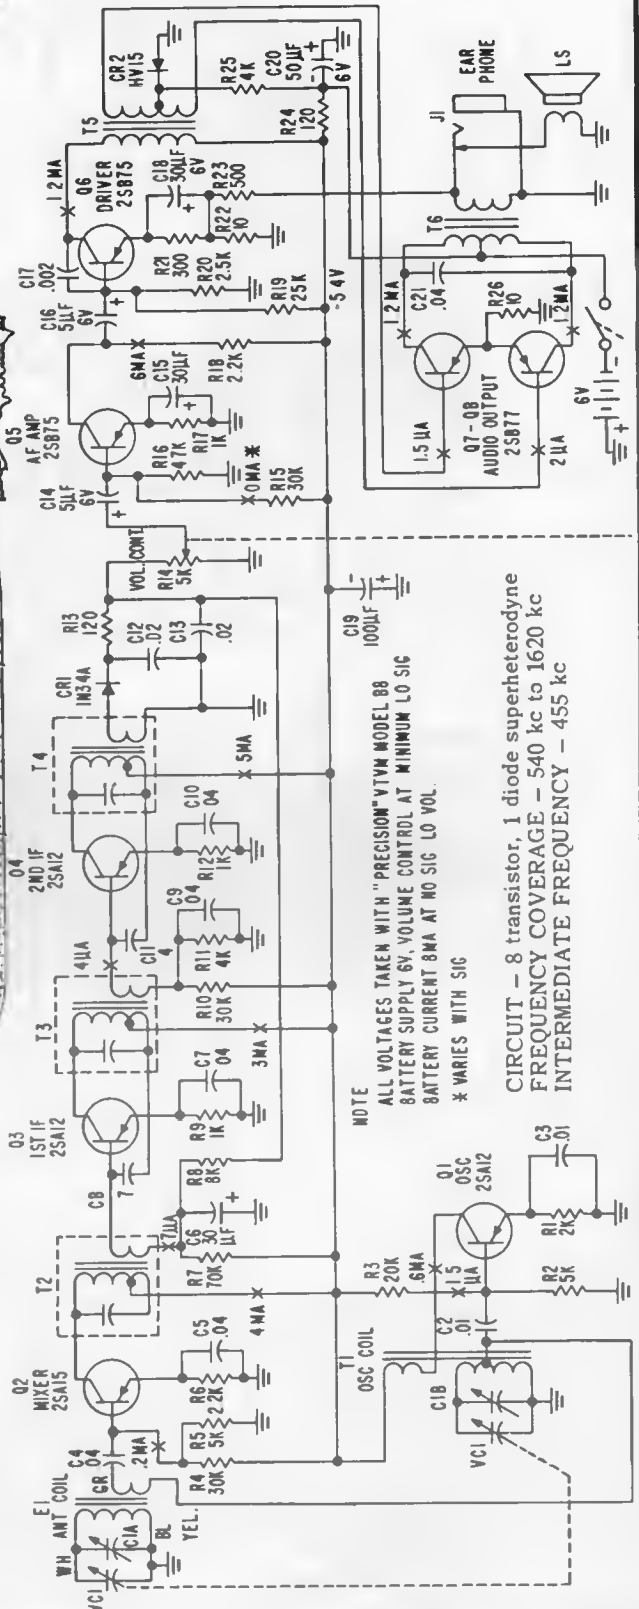 E1
ANT COIL
WH
GR
BL
YEL.
VC1
C1A
C4
.04
.2MA
R4
30K
R5
5K
R6
2.2K
C5
.04
Q2
MIXER
2SA15
T2
4MA
R7
70K
C6
30
µF
R8
8K
C8
7
Q3
1ST IF
2SA12
R9
1K
C7
.04
T3
3MA
4µA
C11
4
R10
30K
R11
4K
C9
.04
Q4
2ND IF
2SA12
R12
1K
C10
.04
T4
5MA
CR1
1N34A
R13
120
C12
.02
C13
.02
VOL.CONT
R14
5K
C14
5µF
6V
Q5
AF AMP
2SB75
R16
47K
R17
1K
C15
30µF
0MA*
R15
30K
.6MA
R18
2.2K
C16
5µF
6V
C17
.002
Q6
DRIVER
2SB75
1.2MA
R21
300
R20
2.5K
R19
25K
R22
10
R23
500
C18
30µF
6V
T5
CR2
HV15
R25
4K
R24
120
C20
50µF
6V
-5.4V
C19
100µF
T1
OSC COIL
VC1
C1B
C2
.01
R3
20K
.6MA
1.5
µA
R2
5K
Q1
OSC
2SA12
R1
2K
C3
.01
1.5µA
2µA
Q7-Q8
AUDIO OUTPUT
2SB77
1.2MA
C21
.04
R26
10
1.2MA
T6
6V
J1
EAR
PHONE
LS
NOTE
ALL VOLTAGES TAKEN WITH "PRECISION" VTVM MODEL 88
BATTERY SUPPLY 6V, VOLUME CONTROL AT MINIMUM LO SIG
BATTERY CURRENT 8MA AT NO SIG LO VOL.
* VARIES WITH SIG
CIRCUIT – 8 transistor, 1 diode superheterodyne
FREQUENCY COVERAGE – 540 kc to 1620 kc
INTERMEDIATE FREQUENCY – 455 kc